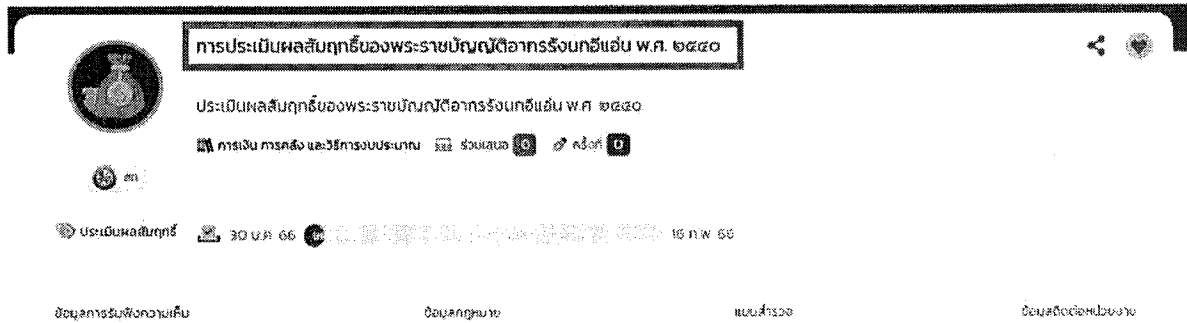 การประเมินผลสัมฤทธิ์ของพระราชบัญญัติอากรรังนกอีแอ่น พ.ศ. ๒๔๘๐
ประเมินผลสัมฤทธิ์ของพระราชบัญญัติอากรรังนกอีแอ่น พ.ศ ๒๔๘๐
การเงิน การคลัง และวิธีการงบประมาณ ร่วมเสนอ 0 ครั้งที่ 0
ประเมินผลสัมฤทธิ์ 30 ม.ค 66 16 ก.พ 66
ข้อมูลการรับฟังความเห็น ข้อมูลกฎหมาย แบบสำรวจ ข้อมูลติดต่อหน่วยงาน